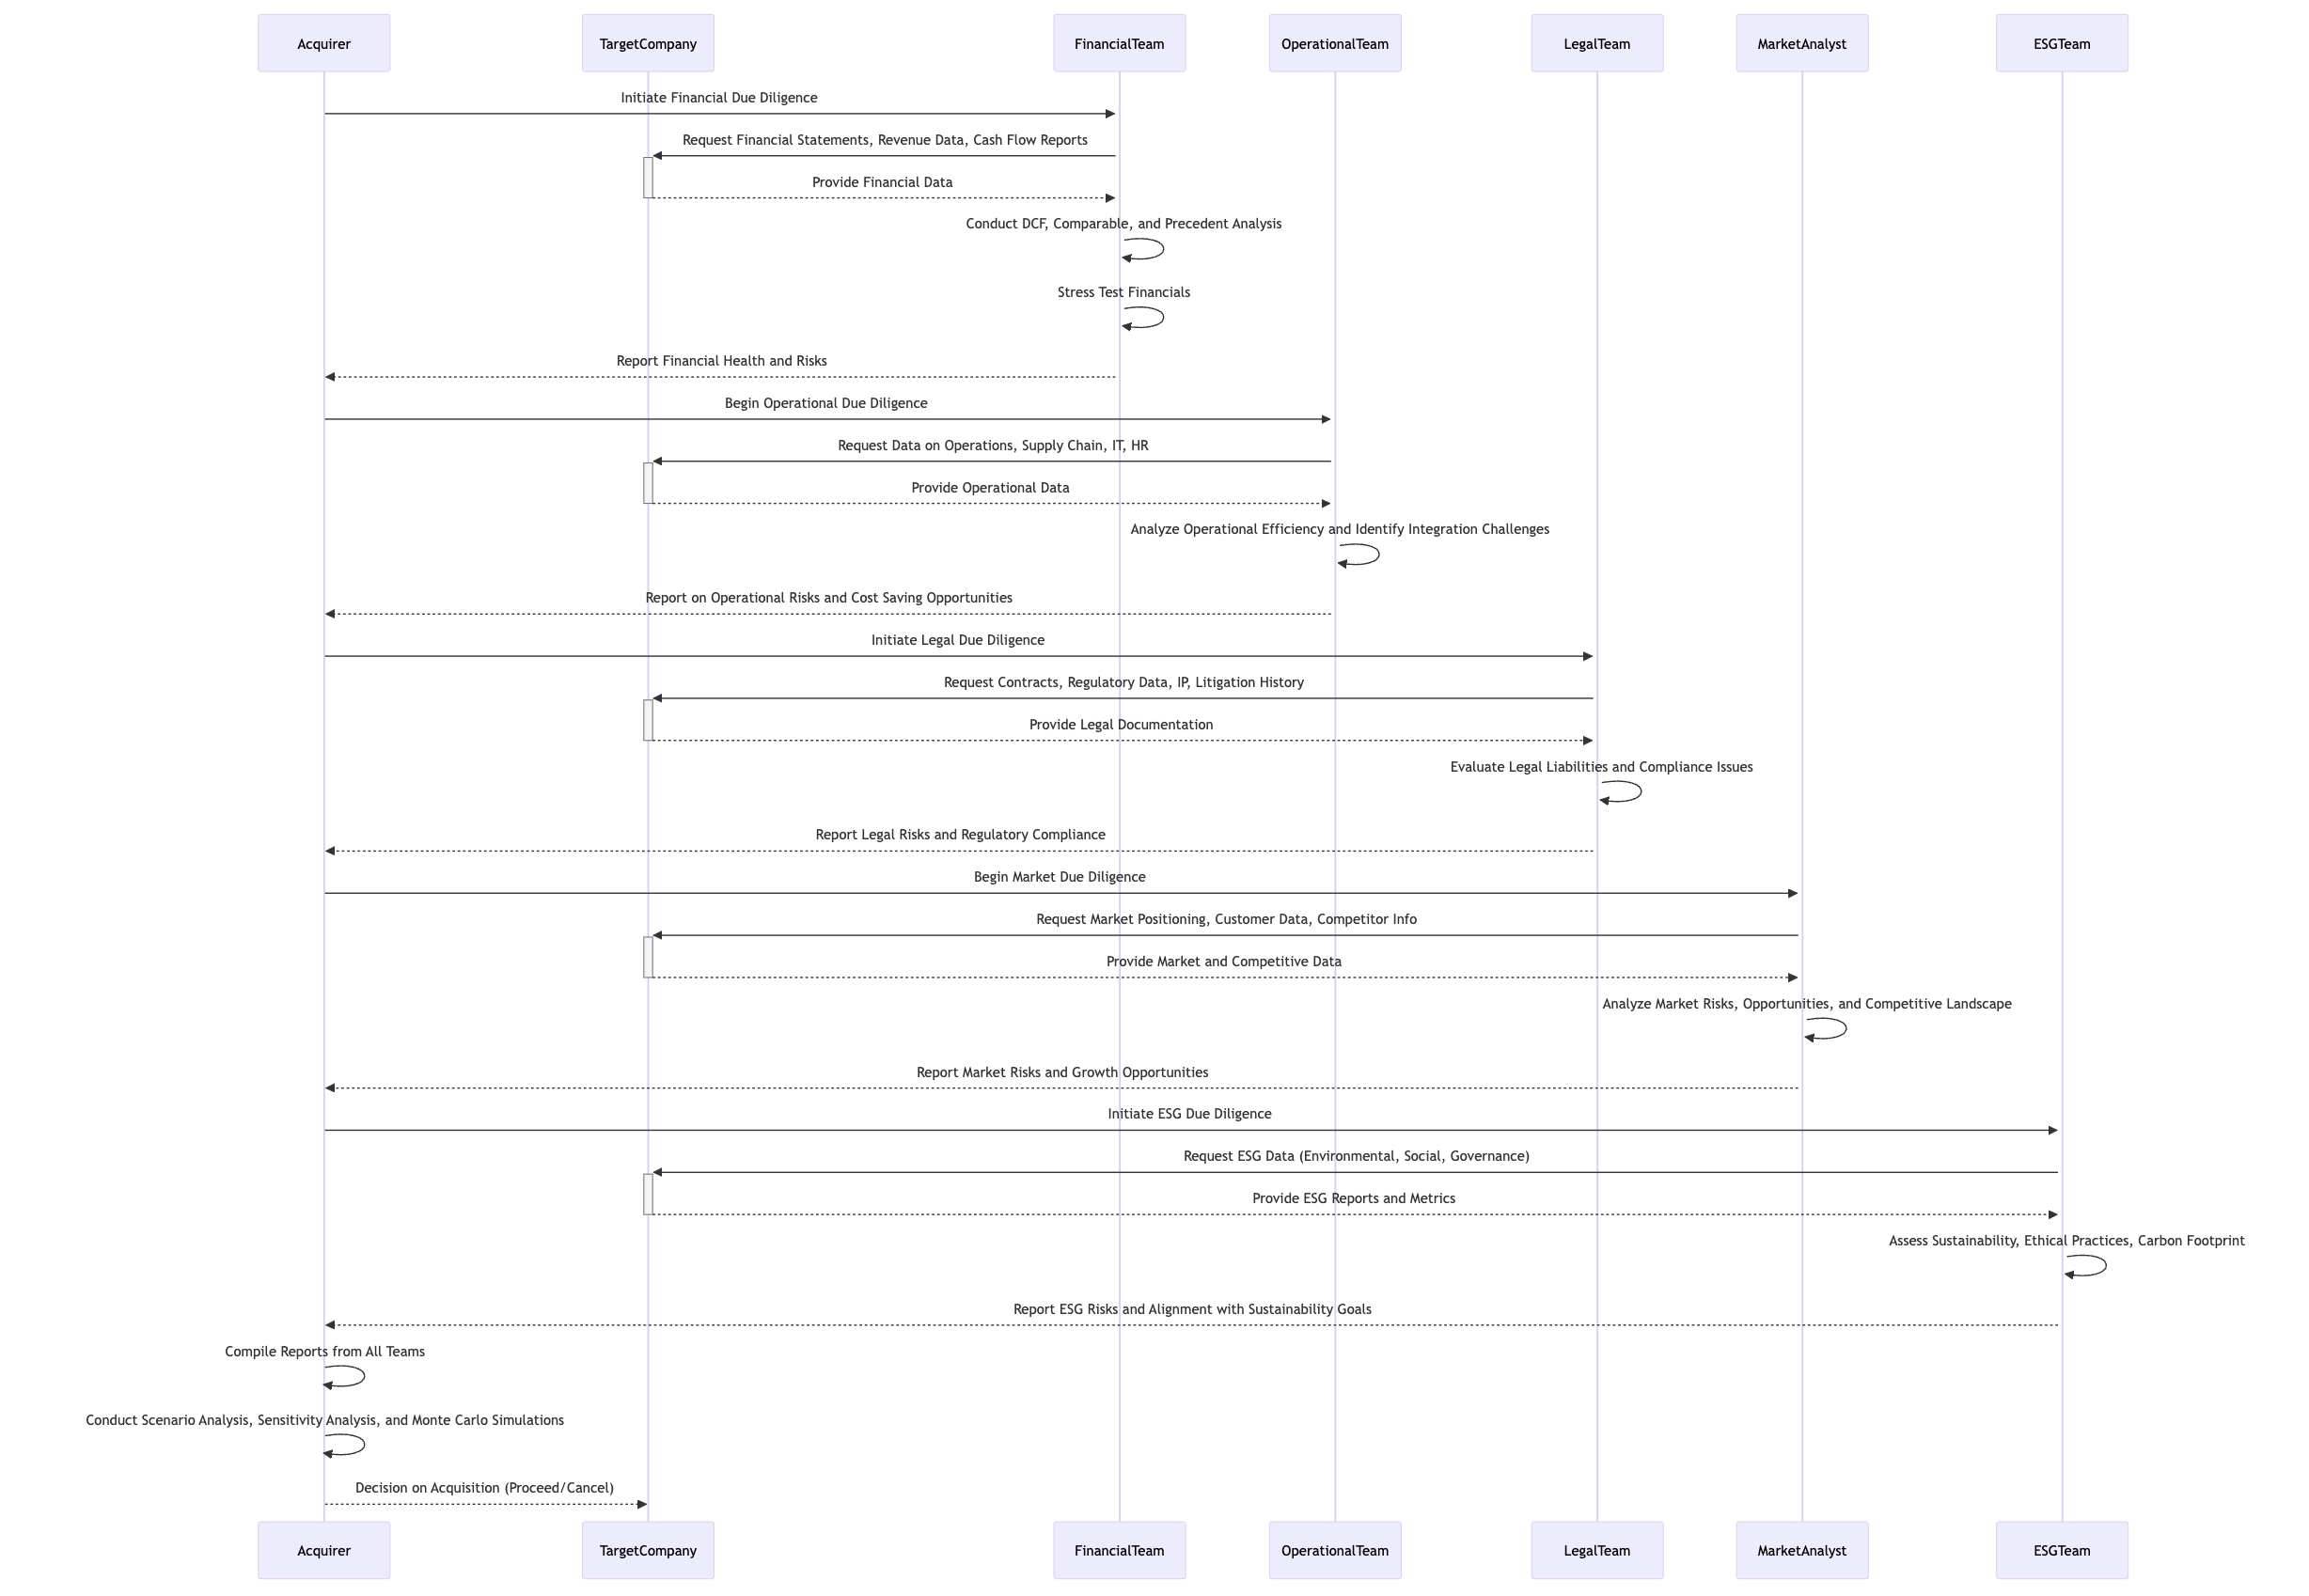 Acquirer
TargetCompany
FinancialTeam
OperationalTeam
LegalTeam
MarketAnalyst
ESGTeam
Initiate Financial Due Diligence
Request Financial Statements, Revenue Data, Cash Flow Reports
Provide Financial Data
Conduct DCF, Comparable, and Precedent Analysis
Stress Test Financials
Report Financial Health and Risks
Begin Operational Due Diligence
Request Data on Operations, Supply Chain, IT, HR
Provide Operational Data
Analyze Operational Efficiency and Identify Integration Challenges
Report on Operational Risks and Cost Saving Opportunities
Initiate Legal Due Diligence
Request Contracts, Regulatory Data, IP, Litigation History
Provide Legal Documentation
Evaluate Legal Liabilities and Compliance Issues
Report Legal Risks and Regulatory Compliance
Begin Market Due Diligence
Request Market Positioning, Customer Data, Competitor Info
Provide Market and Competitive Data
Analyze Market Risks, Opportunities, and Competitive Landscape
Report Market Risks and Growth Opportunities
Initiate ESG Due Diligence
Request ESG Data (Environmental, Social, Governance)
Provide ESG Reports and Metrics
Assess Sustainability, Ethical Practices, Carbon Footprint
Report ESG Risks and Alignment with Sustainability Goals
Compile Reports from All Teams
Conduct Scenario Analysis, Sensitivity Analysis, and Monte Carlo Simulations
Decision on Acquisition (Proceed/Cancel)
Acquirer
TargetCompany
FinancialTeam
OperationalTeam
LegalTeam
MarketAnalyst
ESGTeam